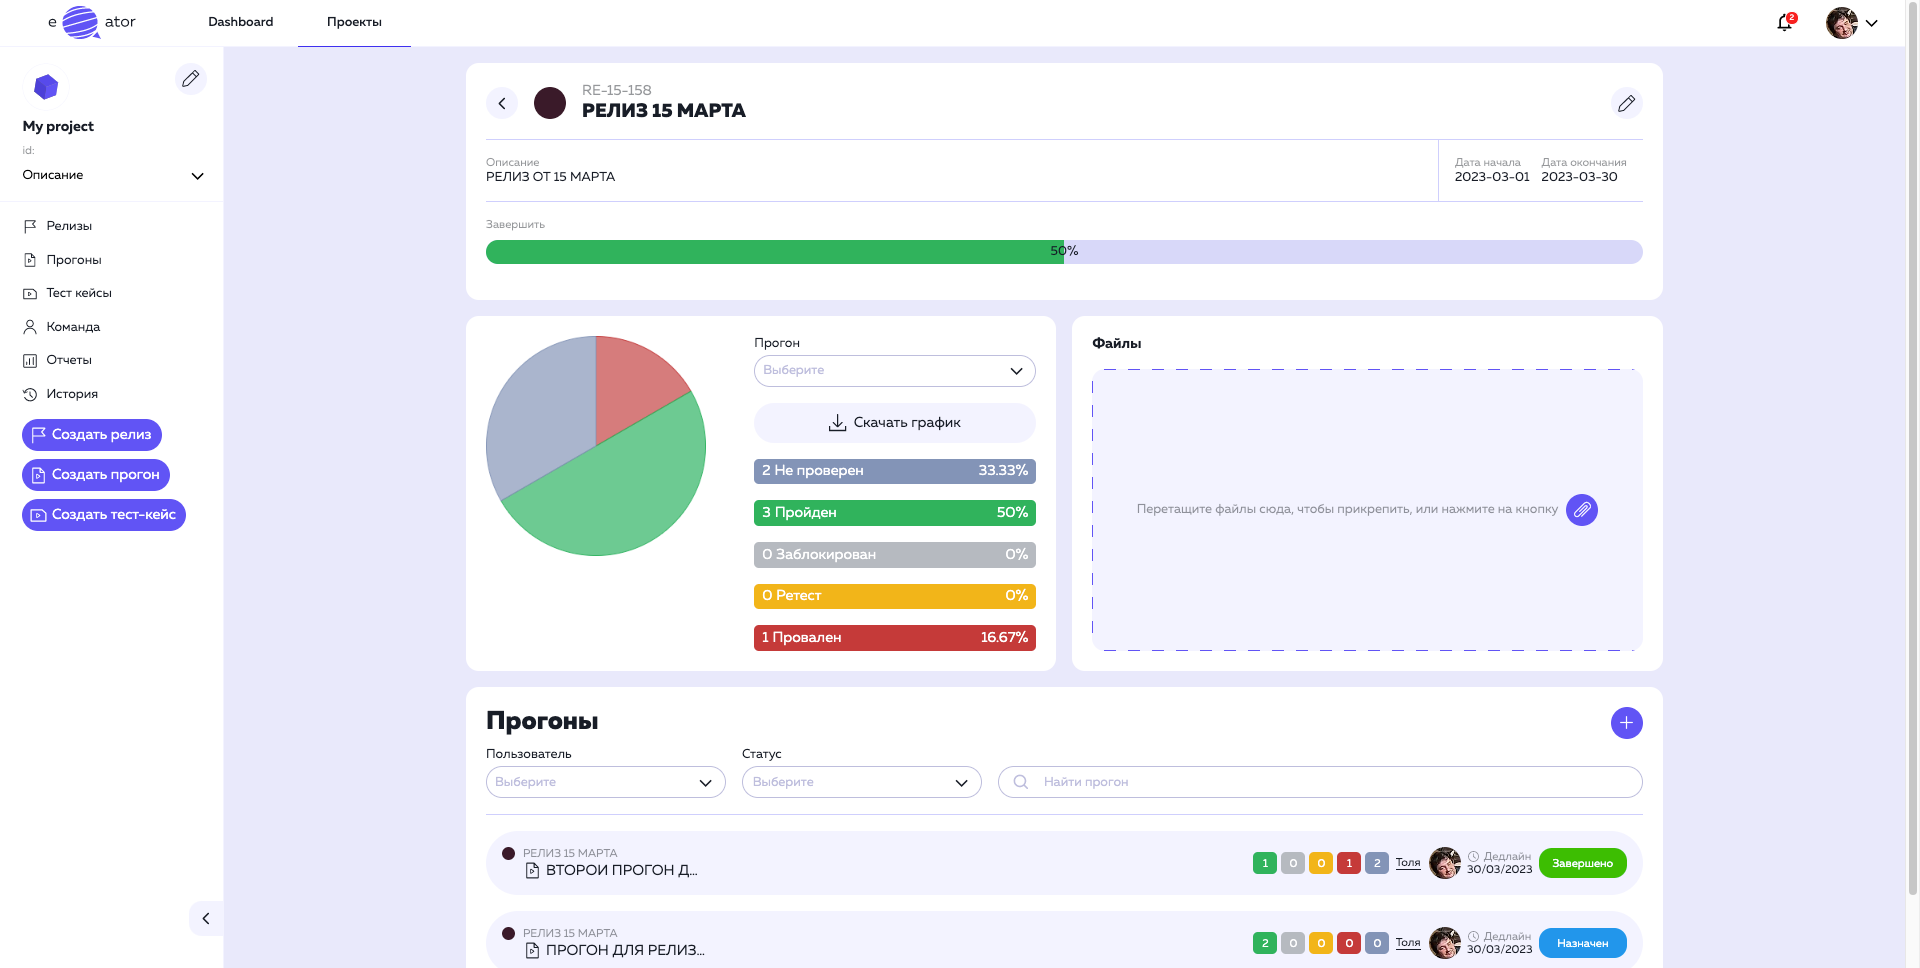 e ator
Dashboard
Проекты
2
My project
id:
Описание
Релизы
Прогоны
Тест кейсы
Команда
Отчеты
История
Создать релиз
Создать прогон
Создать тест-кейс
RE-15-158
РЕЛИЗ 15 МАРТА
Описание
РЕЛИЗ ОТ 15 МАРТА
Дата начала
2023-03-01
Дата окончания
2023-03-30
Завершить
50%
Прогон
Выберите
Скачать график
2 Не проверен 33.33%
3 Пройден 50%
0 Заблокирован 0%
0 Ретест 0%
1 Провален 16.67%
Файлы
Перетащите файлы сюда, чтобы прикрепить, или нажмите на кнопку
Прогоны
Пользователь
Выберите
Статус
Выберите
Найти прогон
РЕЛИЗ 15 МАРТА
ВТОРОЙ ПРОГОН Д...
1 0 0 1 2 Толя
Дедлайн
30/03/2023
Завершено
РЕЛИЗ 15 МАРТА
ПРОГОН ДЛЯ РЕЛИЗ...
2 0 0 0 0 Толя
Дедлайн
30/03/2023
Назначен